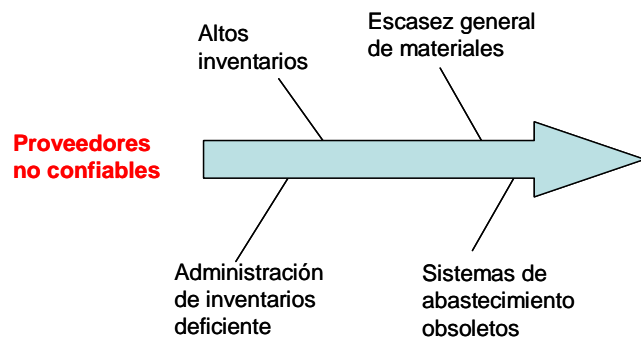 Altos
inventarios
Escasez general
de materiales
Proveedores
no confiables
Administración
de inventarios
deficiente
Sistemas de
abastecimiento
obsoletos